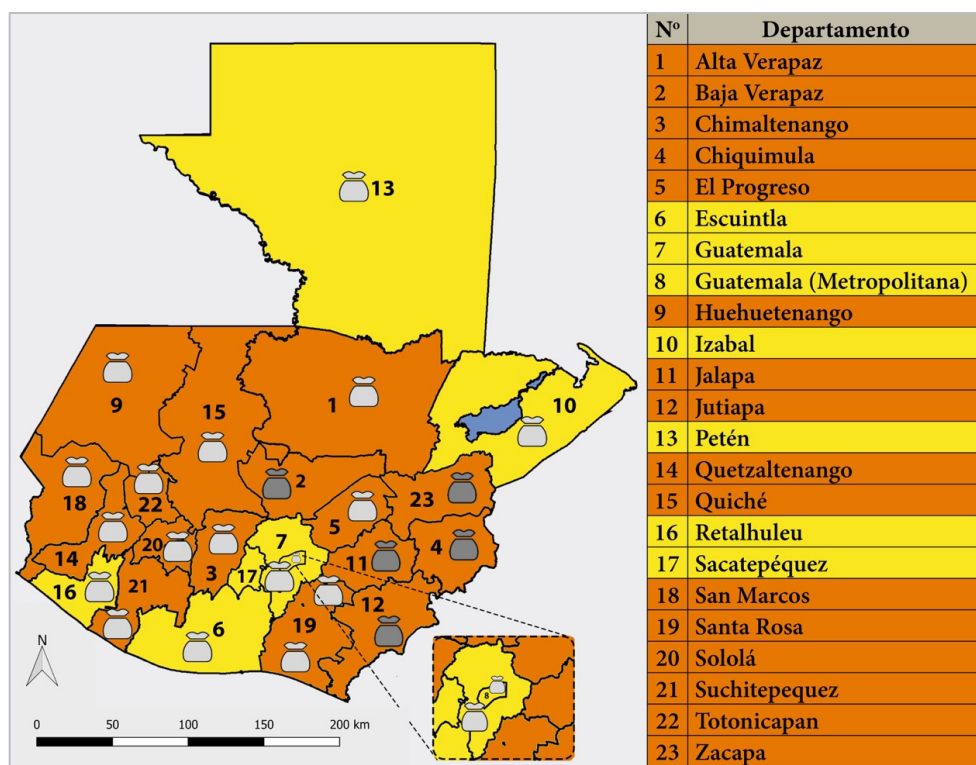 13
9
15
1
10
18
22
2
23
14
20
5
7
11
4
16
21
3
17
12
6
19
8
N
0 50 100 150 200 km
Nº Departamento
1 Alta Verapaz
2 Baja Verapaz
3 Chimaltenango
4 Chiquimula
5 El Progreso
6 Escuintla
7 Guatemala
8 Guatemala (Metropolitana)
9 Huehuetenango
10 Izabal
11 Jalapa
12 Jutiapa
13 Petén
14 Quetzaltenango
15 Quiché
16 Retalhuleu
17 Sacatepéquez
18 San Marcos
19 Santa Rosa
20 Sololá
21 Suchitepequez
22 Totonicapan
23 Zacapa